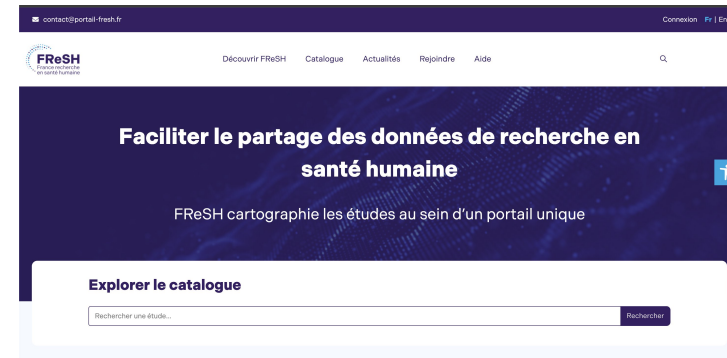 contact@portail-fresh.fr
Connexion Fr | En
FReSH
France recherche
en santé humaine
Découvrir FReSH Catalogue Actualités Rejoindre Aide
Faciliter le partage des données de recherche en
santé humaine
FReSH cartographie les études au sein d’un portail unique
Explorer le catalogue
Rechercher une étude...
Rechercher